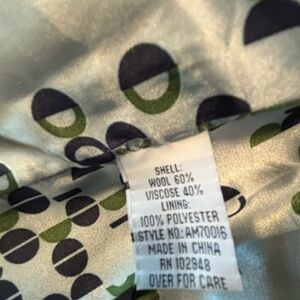 SHELL:
WOOL 60%
VISCOSE 40%
LINING:
100% POLYESTER
STYLE NO.: AM70016
MADE IN CHINA
RN 102948
OVER FOR CARE